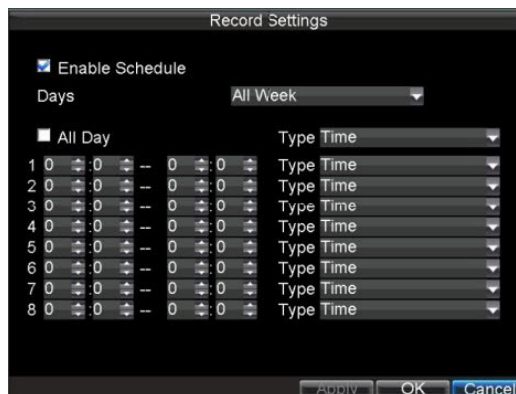 Record Settings
Enable Schedule
Days All Week
All Day Type Time
1 0 :0 -- 0 :0 Type Time
2 0 :0 -- 0 :0 Type Time
3 0 :0 -- 0 :0 Type Time
4 0 :0 -- 0 :0 Type Time
5 0 :0 -- 0 :0 Type Time
6 0 :0 -- 0 :0 Type Time
7 0 :0 -- 0 :0 Type Time
8 0 :0 -- 0 :0 Type Time
Apply OK Cancel